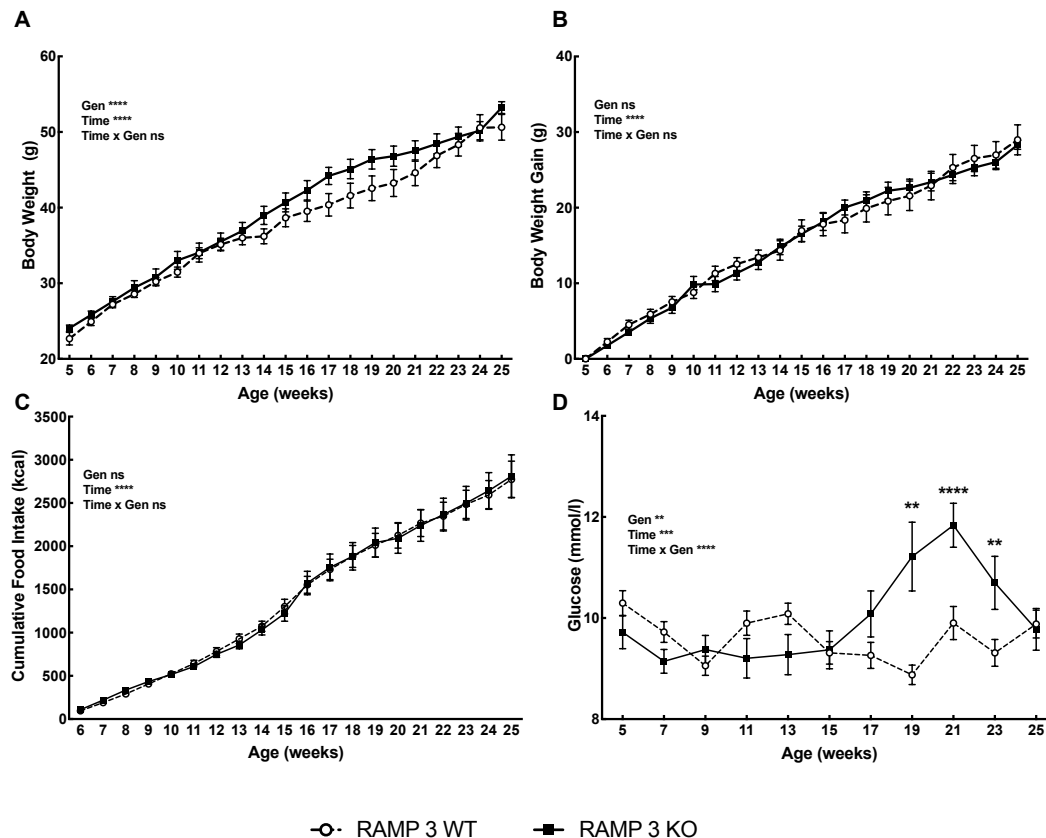 A
60
50
40
30
20
Body Weight (g)
Gen ****
Time ****
Time x Gen ns
5 6 7 8 9 10 11 12 13 14 15 16 17 18 19 20 21 22 23 24 25
Age (weeks)
B
40
30
20
10
0
Body Weight Gain (g)
Gen ns
Time ****
Time x Gen ns
5 6 7 8 9 10 11 12 13 14 15 16 17 18 19 20 21 22 23 24 25
Age (weeks)
C
3500
3000
2500
2000
1500
1000
500
0
Cumulative Food Intake (kcal)
Gen ns
Time ****
Time x Gen ns
6 7 8 9 10 11 12 13 14 15 16 17 18 19 20 21 22 23 24 25
Age (weeks)
D
14
12
10
8
Glucose (mmol/l)
Gen **
Time ***
Time x Gen ****
** **** **
5 7 9 11 13 15 17 19 21 23 25
Age (weeks)
RAMP 3 WT RAMP 3 KO